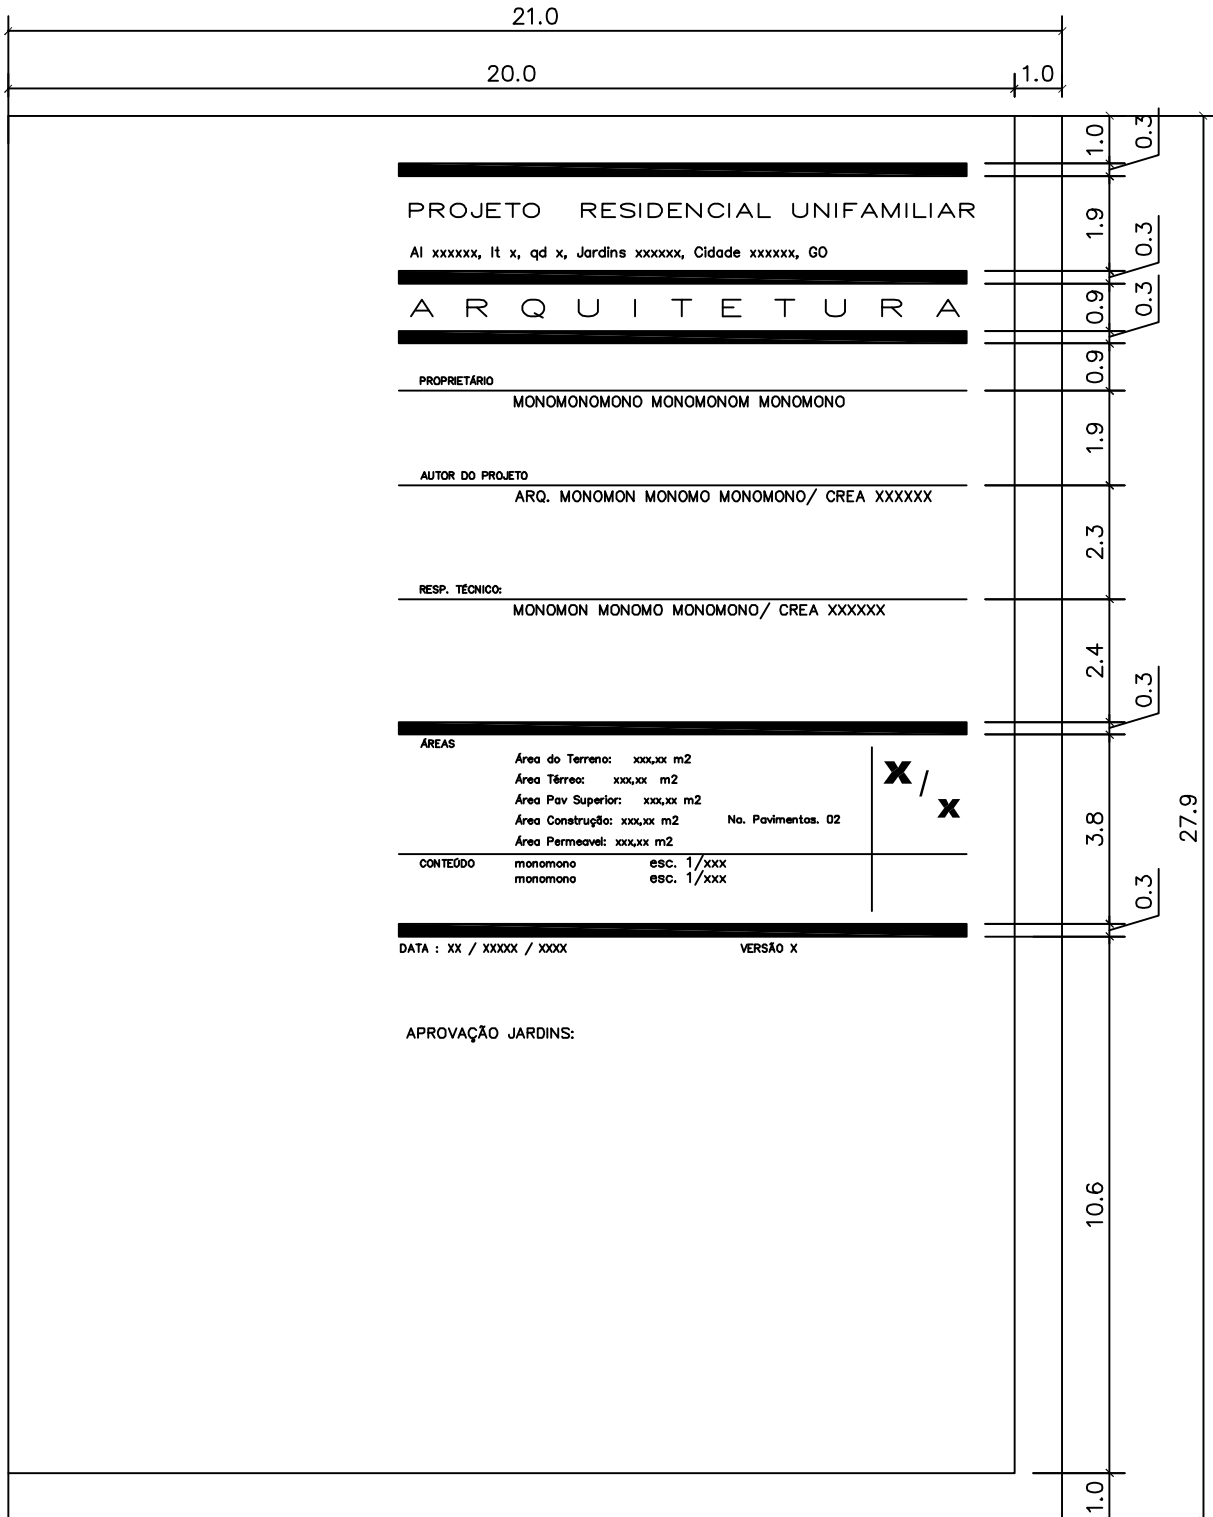 21.0
20.0 1.0
1.0 0.3
PROJETO RESIDENCIAL UNIFAMILIAR
1.9
Al xxxxxx, lt x, qd x, Jardins xxxxxx, Cidade xxxxxx, GO
0.3
ARQUITETURA
0.9 0.3
0.9
PROPRIETÁRIO
MONOMONOMONO MONOMONOM MONOMONO
1.9
AUTOR DO PROJETO
ARQ. MONOMON MONOMO MONOMONO/ CREA XXXXXX
2.3
RESP. TÉCNICO:
MONOMON MONOMO MONOMONO/ CREA XXXXXX
2.4
0.3
ÁREAS
Área do Terreno: xxx,xx m2
Área Térreo: xxx,xx m2
Área Pav Superior: xxx,xx m2
Área Construção: xxx,xx m2 No. Pavimentos. 02
Área Permeavel: xxx,xx m2
x / x
3.8
27.9
CONTEÚDO monomono esc. 1/xxx
monomono esc. 1/xxx
0.3
DATA : XX / XXXXX / XXXX VERSÃO X
APROVAÇÃO JARDINS:
10.6
1.0